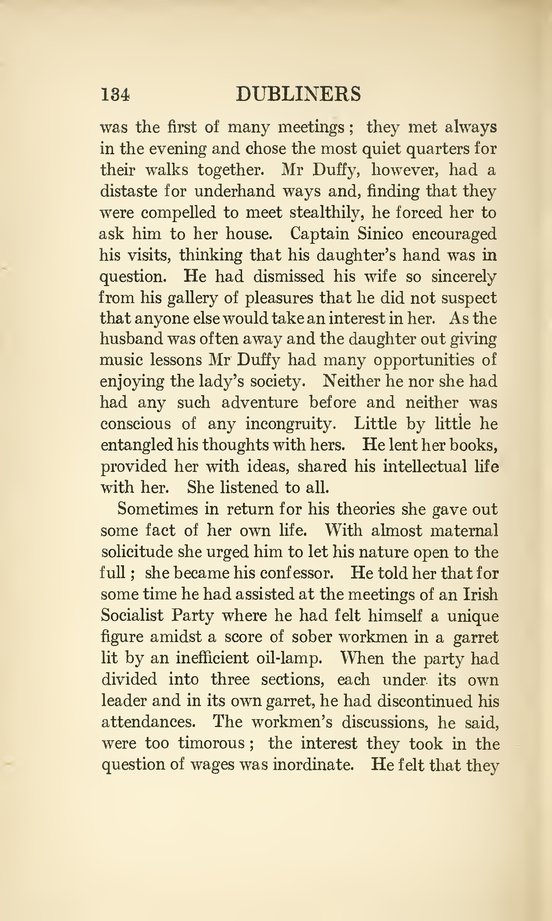 134 DUBLINERS
was the first of many meetings ; they met always
in the evening and chose the most quiet quarters for
their walks together. Mr Duffy, however, had a
distaste for underhand ways and, finding that they
were compelled to meet stealthily, he forced her to
ask him to her house. Captain Sinico encouraged
his visits, thinking that his daughter's hand was in
question. He had dismissed his wife so sincerely
from his gallery of pleasures that he did not suspect
that anyone else would take an interest in her. As the
husband was often away and the daughter out giving
music lessons Mr Duffy had many opportunities of
enjoying the lady's society. Neither he nor she had
had any such adventure before and neither was
conscious of any incongruity. Little by little he
entangled his thoughts with hers. He lent her books,
provided her with ideas, shared his intellectual life
with her. She listened to all.
Sometimes in return for his theories she gave out
some fact of her own life. With almost maternal
solicitude she urged him to let his nature open to the
full ; she became his confessor. He told her that for
some time he had assisted at the meetings of an Irish
Socialist Party where he had felt himself a unique
figure amidst a score of sober workmen in a garret
lit by an inefficient oil-lamp. When the party had
divided into three sections, each under its own
leader and in its own garret, he had discontinued his
attendances. The workmen's discussions, he said,
were too timorous ; the interest they took in the
question of wages was inordinate. He felt that they